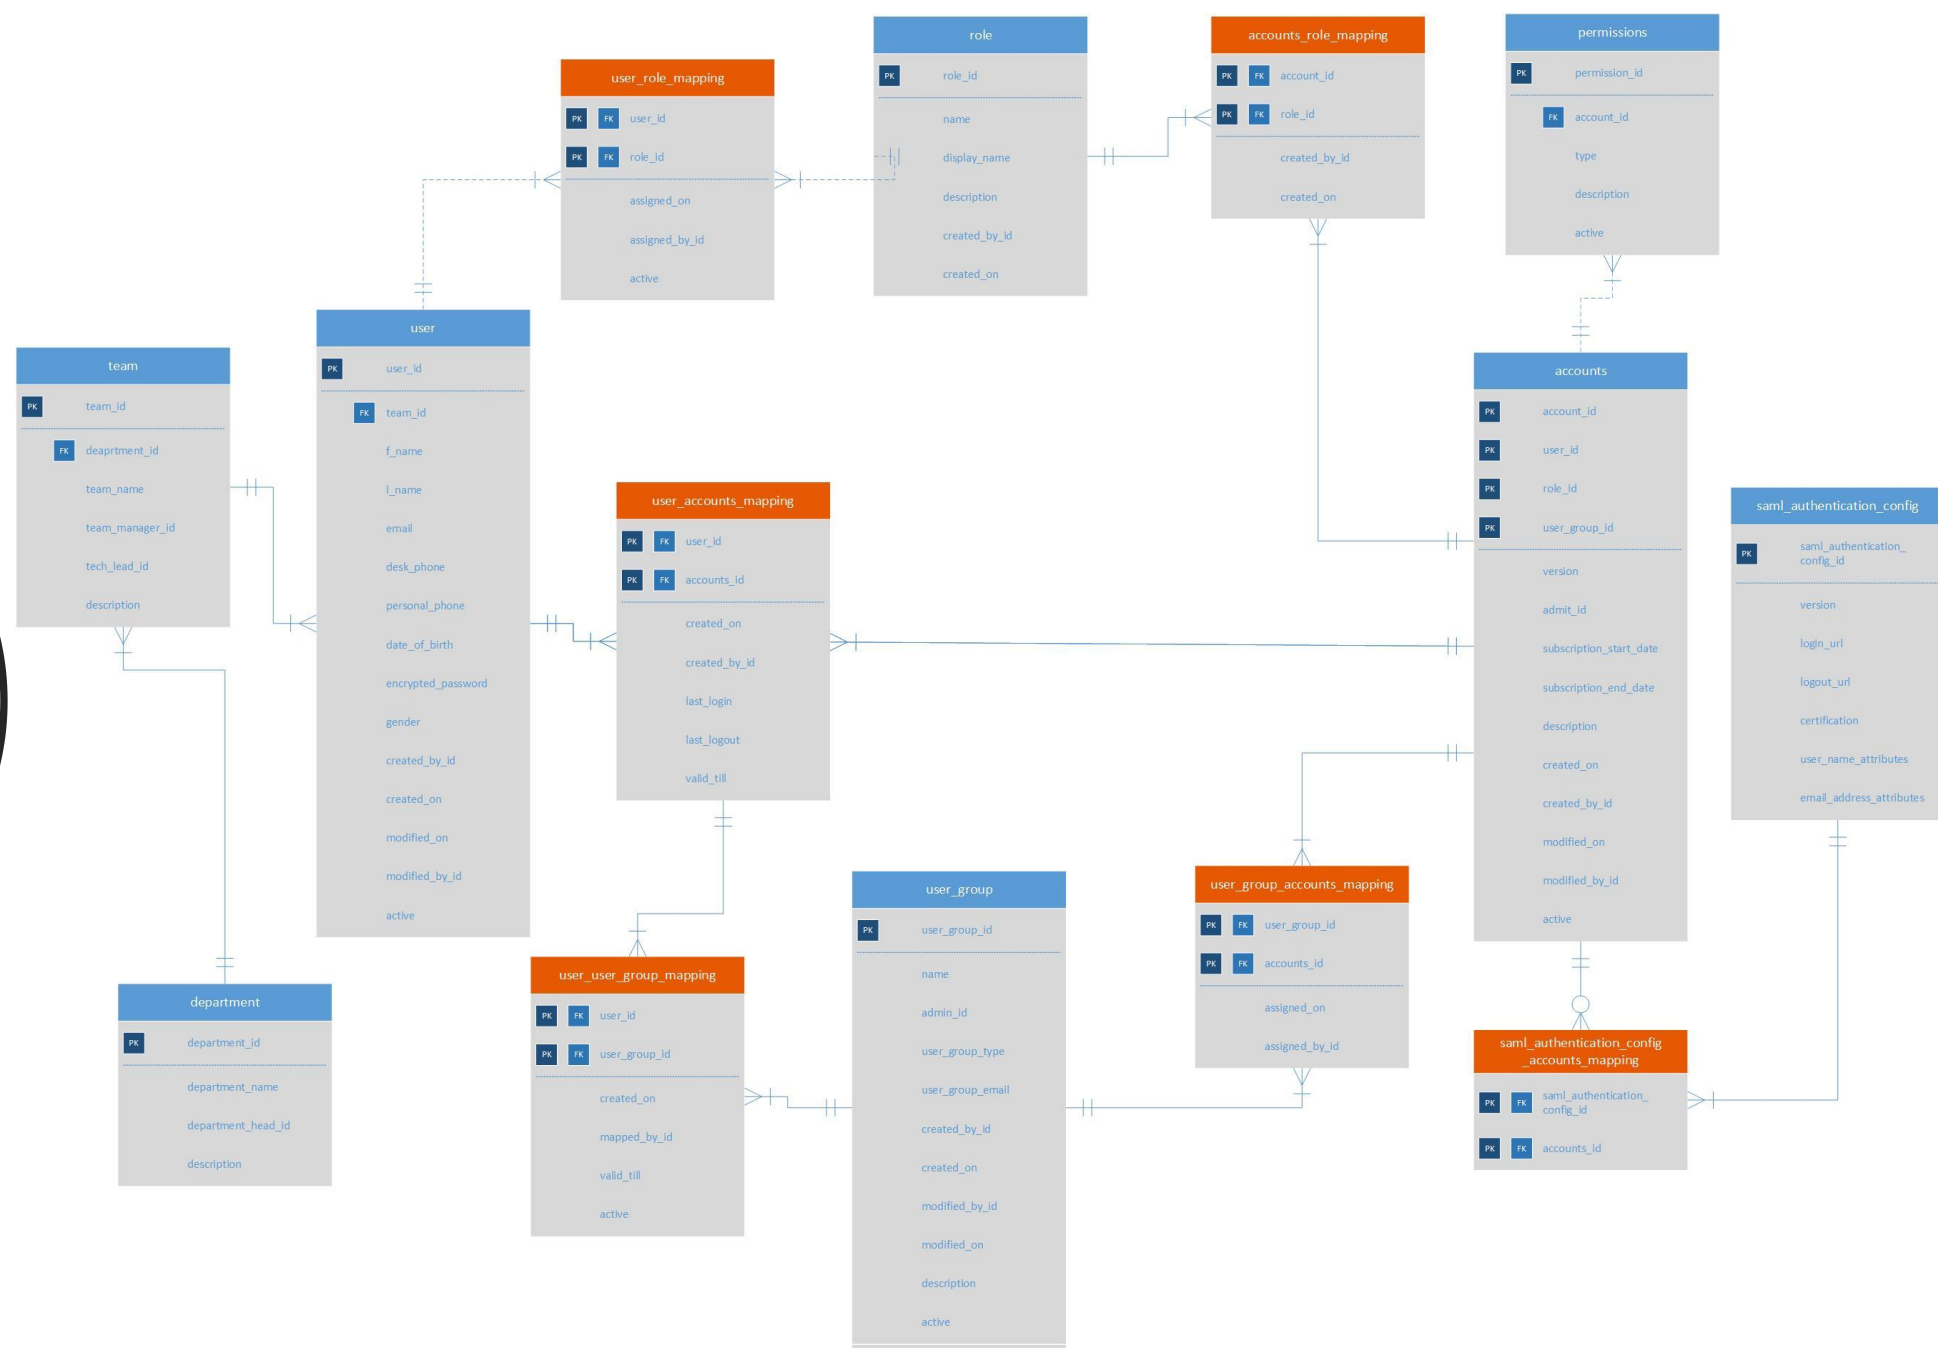 role
PK role_id
name
display_name
description
created_by_id
created_on
accounts_role_mapping
PK FK account_id
PK FK role_id
created_by_id
created_on
permissions
PK permission_id
FK account_id
type
description
active
user_role_mapping
PK FK user_id
PK FK role_id
assigned_on
assigned_by_id
active
user
PK user_id
FK team_id
f_name
l_name
email
desk_phone
personal_phone
date_of_birth
encrypted_password
gender
created_by_id
created_on
modified_on
modified_by_id
active
team
PK team_id
FK deaprtment_id
team_name
team_manager_id
tech_lead_id
description
accounts
PK account_id
PK user_id
PK role_id
PK user_group_id
version
admit_id
subscription_start_date
subscription_end_date
description
created_on
created_by_id
modified_on
modified_by_id
active
user_accounts_mapping
PK FK user_id
PK FK accounts_id
created_on
created_by_id
last_login
last_logout
valid_till
saml_authentication_config
PK saml_authentication_
config_id
version
login_url
logout_url
certification
user_name_attributes
email_address_attributes
user_group
PK user_group_id
name
admin_id
user_group_type
user_group_email
created_by_id
created_on
modified_by_id
modified_on
description
active
user_group_accounts_mapping
PK FK user_group_id
PK FK accounts_id
assigned_on
assigned_by_id
user_user_group_mapping
PK FK user_id
PK FK user_group_id
created_on
mapped_by_id
valid_till
active
department
PK department_id
department_name
department_head_id
description
saml_authentication_config
_accounts_mapping
PK FK saml_authentication_
config_id
PK FK accounts_id